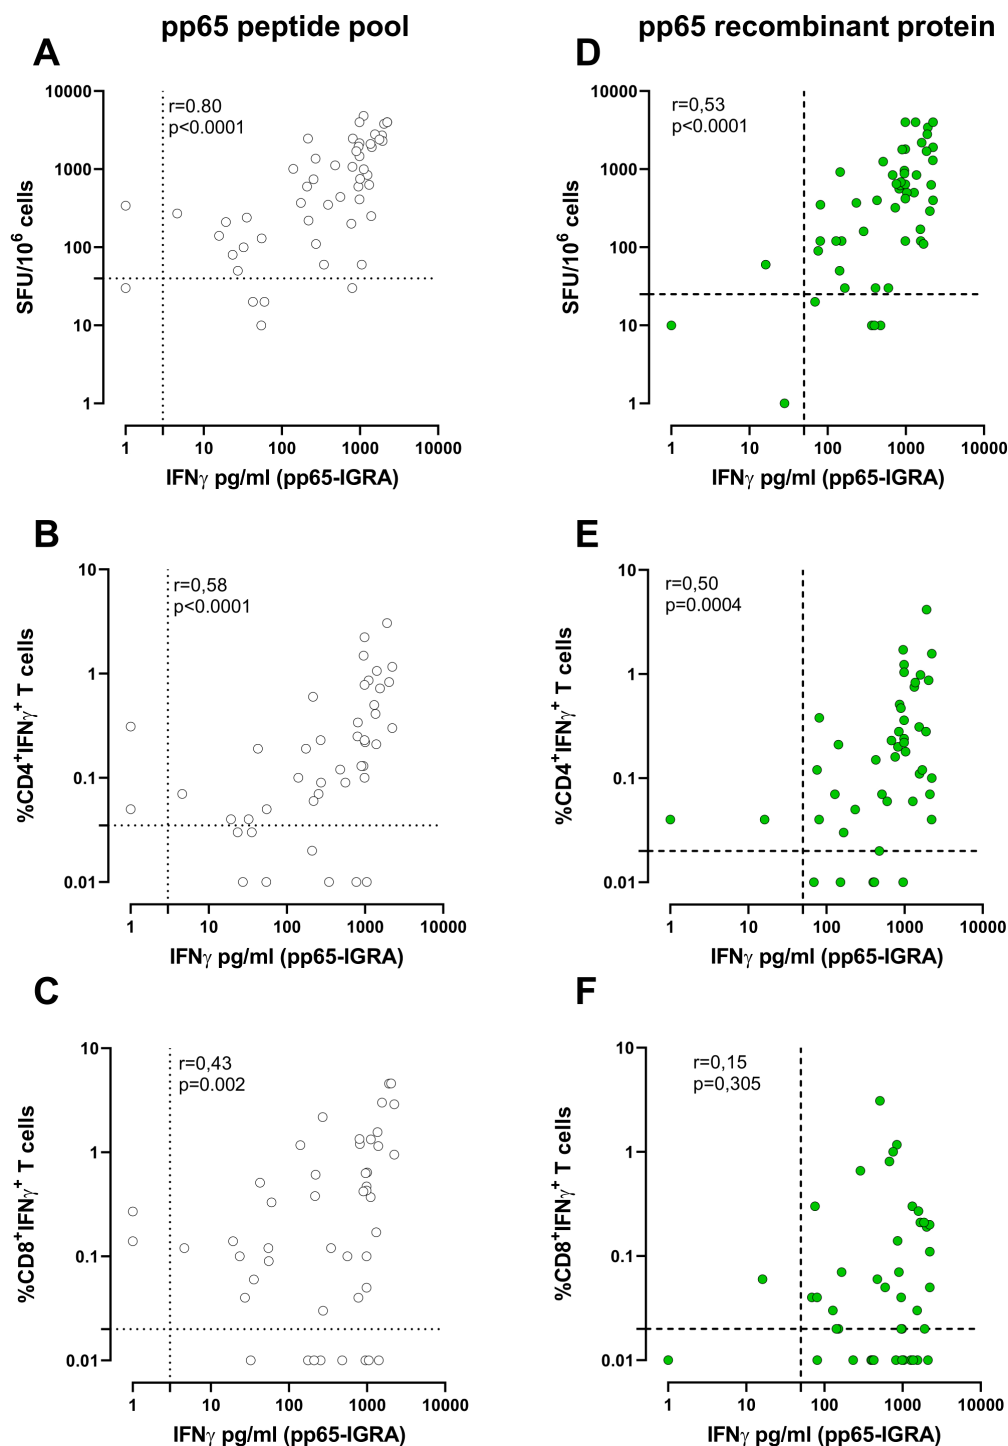 pp65 peptide pool
pp65 recombinant protein
A
r=0.80
p<0.0001
10000
1000
100
10
1
SFU/10⁶ cells
1
10
100
1000
10000
IFNγ pg/ml (pp65-IGRA)
D
r=0,53
p<0.0001
10000
1000
100
10
1
SFU/10⁶ cells
1
10
100
1000
10000
IFNγ pg/ml (pp65-IGRA)
B
r=0,58
p<0.0001
10
1
0.1
0.01
%CD4⁺IFNγ⁺ T cells
1
10
100
1000
10000
IFNγ pg/ml (pp65-IGRA)
E
r=0,50
p=0.0004
10
1
0.1
0.01
%CD4⁺IFNγ⁺ T cells
1
10
100
1000
10000
IFNγ pg/ml (pp65-IGRA)
C
r=0,43
p=0.002
10
1
0.1
0.01
%CD8⁺IFNγ⁺ T cells
1
10
100
1000
10000
IFNγ pg/ml (pp65-IGRA)
F
r=0,15
p=0,305
10
1
0.1
0.01
%CD8⁺IFNγ⁺ T cells
1
10
100
1000
10000
IFNγ pg/ml (pp65-IGRA)